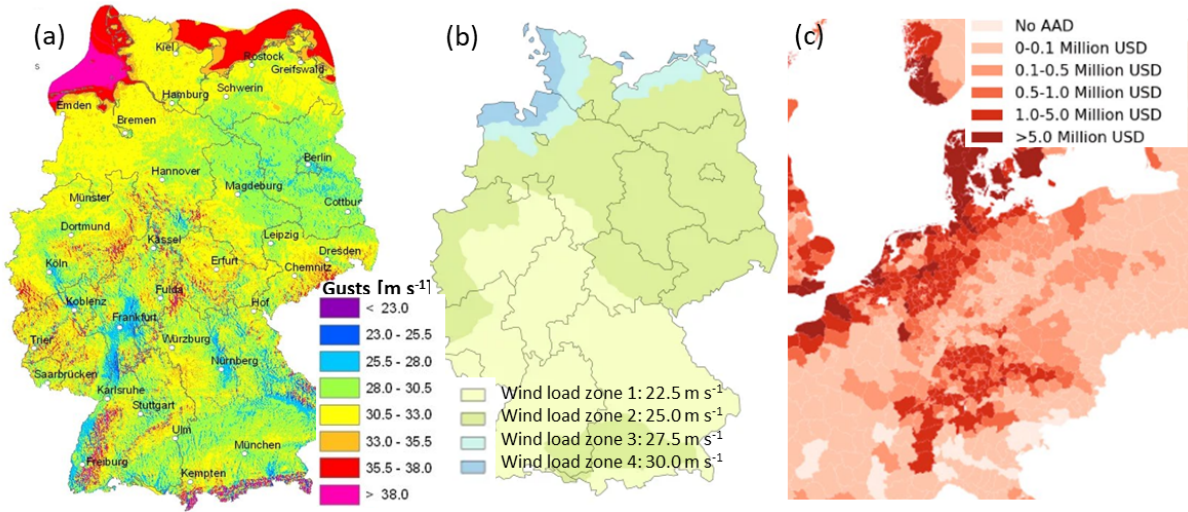 (a)
S
Kiel
Rostock
Greifswald
Hamburg
Schwerin
Emden
Bremen
Berlin
Hannover
Magdeburg
Münster
Cottbus
Dortmund
Kassel
Leipzig
Dresden
Köln
Erfurt
Chemnitz
Fulda
Hof
Koblenz
Frankfurt
Trier
Würzburg
Saarbrücken
Nürnberg
Karlsruhe
Stuttgart
Ulm
München
Freiburg
Kempten
Gusts [m s⁻¹]
< 23.0
23.0 - 25.5
25.5 - 28.0
28.0 - 30.5
30.5 - 33.0
33.0 - 35.5
35.5 - 38.0
> 38.0
(b)
Wind load zone 1: 22.5 m s⁻¹
Wind load zone 2: 25.0 m s⁻¹
Wind load zone 3: 27.5 m s⁻¹
Wind load zone 4: 30.0 m s⁻¹
(c)
No AAD
0-0.1 Million USD
0.1-0.5 Million USD
0.5-1.0 Million USD
1.0-5.0 Million USD
>5.0 Million USD